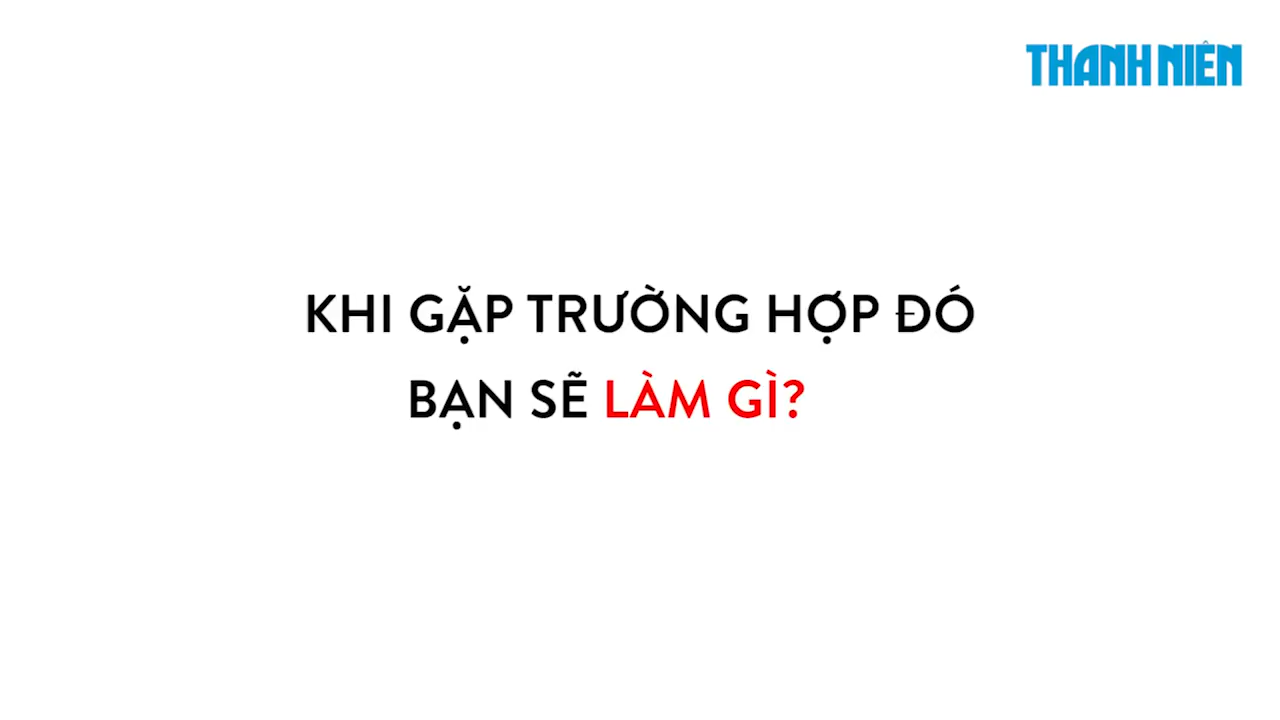 THANH NIÊN
KHI GẶP TRƯỜNG HỢP ĐÓ
BẠN SẼ LÀM GÌ?